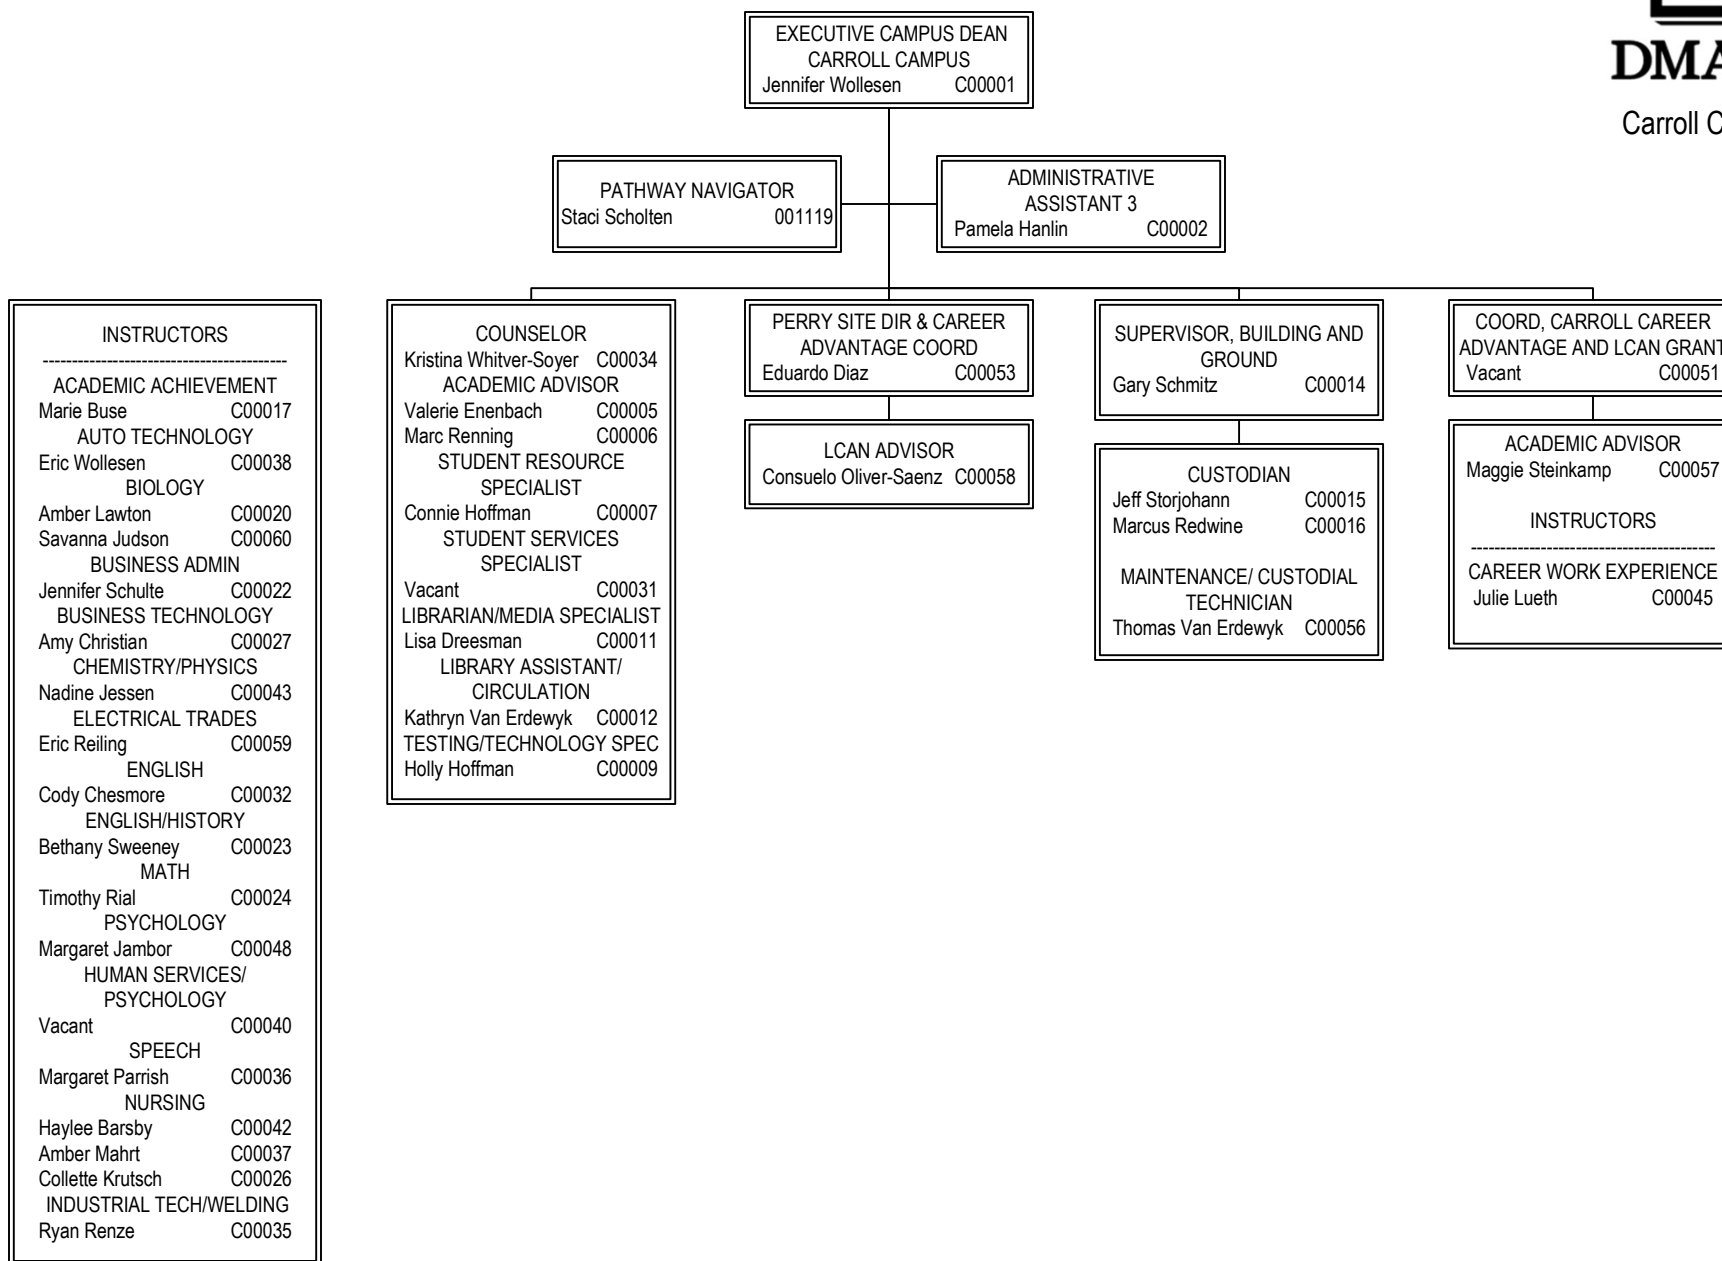 EXECUTIVE CAMPUS DEAN
CARROLL CAMPUS
Jennifer Wollesen C00001
DMA
Carroll C
PATHWAY NAVIGATOR
Staci Scholten 001119
ADMINISTRATIVE
ASSISTANT 3
Pamela Hanlin C00002
INSTRUCTORS
------------------------------------------
ACADEMIC ACHIEVEMENT
Marie Buse C00017
AUTO TECHNOLOGY
Eric Wollesen C00038
BIOLOGY
Amber Lawton C00020
Savanna Judson C00060
BUSINESS ADMIN
Jennifer Schulte C00022
BUSINESS TECHNOLOGY
Amy Christian C00027
CHEMISTRY/PHYSICS
Nadine Jessen C00043
ELECTRICAL TRADES
Eric Reiling C00059
ENGLISH
Cody Chesmore C00032
ENGLISH/HISTORY
Bethany Sweeney C00023
MATH
Timothy Rial C00024
PSYCHOLOGY
Margaret Jambor C00048
HUMAN SERVICES/
PSYCHOLOGY
Vacant C00040
SPEECH
Margaret Parrish C00036
NURSING
Haylee Barsby C00042
Amber Mahrt C00037
Collette Krutsch C00026
INDUSTRIAL TECH/WELDING
Ryan Renze C00035
COUNSELOR
Kristina Whitver-Soyer C00034
ACADEMIC ADVISOR
Valerie Enenbach C00005
Marc Renning C00006
STUDENT RESOURCE
SPECIALIST
Connie Hoffman C00007
STUDENT SERVICES
SPECIALIST
Vacant C00031
LIBRARIAN/MEDIA SPECIALIST
Lisa Dreesman C00011
LIBRARY ASSISTANT/
CIRCULATION
Kathryn Van Erdewyk C00012
TESTING/TECHNOLOGY SPEC
Holly Hoffman C00009
PERRY SITE DIR & CAREER
ADVANTAGE COORD
Eduardo Diaz C00053
LCAN ADVISOR
Consuelo Oliver-Saenz C00058
SUPERVISOR, BUILDING AND
GROUND
Gary Schmitz C00014
CUSTODIAN
Jeff Storjohann C00015
Marcus Redwine C00016
MAINTENANCE/ CUSTODIAL
TECHNICIAN
Thomas Van Erdewyk C00056
COORD, CARROLL CAREER
ADVANTAGE AND LCAN GRANT
Vacant C00051
ACADEMIC ADVISOR
Maggie Steinkamp C00057
INSTRUCTORS
------------------------------------------
CAREER WORK EXPERIENCE
Julie Lueth C00045